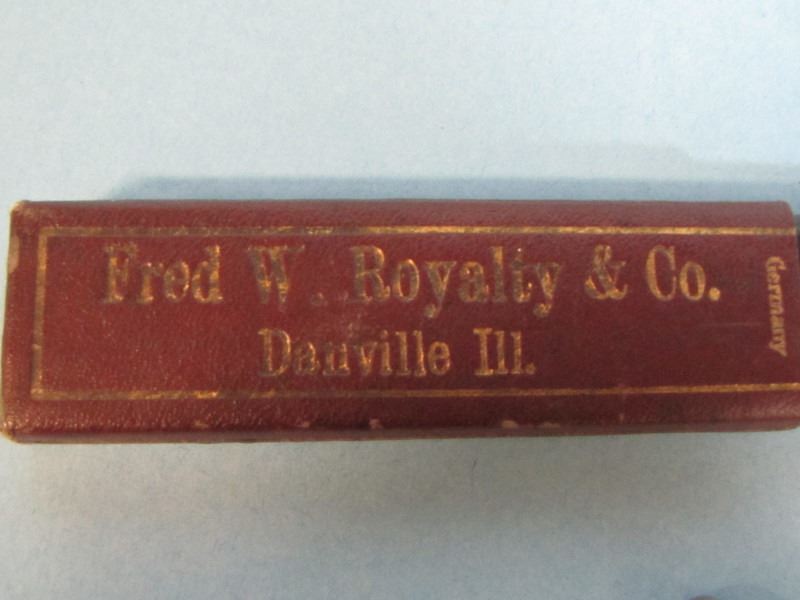 Fred W. Royalty & Co.
Danville Ill.
Germany